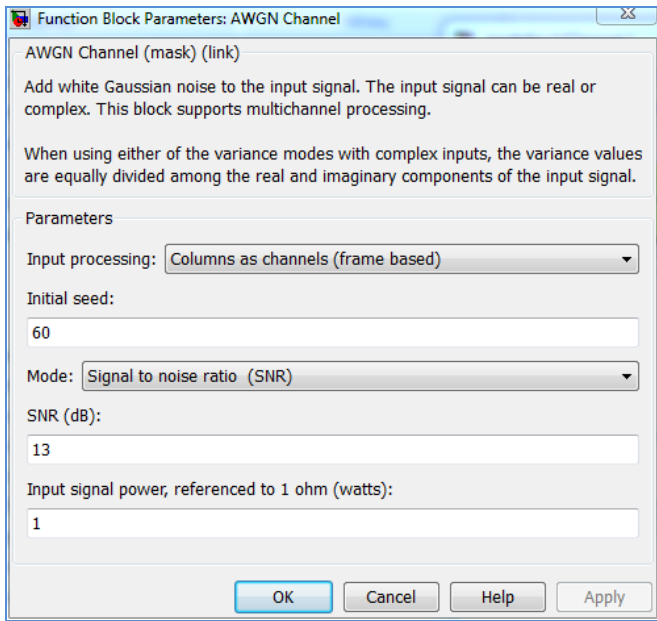 Function Block Parameters: AWGN Channel
AWGN Channel (mask) (link)
Add white Gaussian noise to the input signal. The input signal can be real or
complex. This block supports multichannel processing.
When using either of the variance modes with complex inputs, the variance values
are equally divided among the real and imaginary components of the input signal.
Parameters
Input processing: Columns as channels (frame based)
Initial seed:
60
Mode: Signal to noise ratio (SNR)
SNR (dB):
13
Input signal power, referenced to 1 ohm (watts):
1
OK Cancel Help Apply